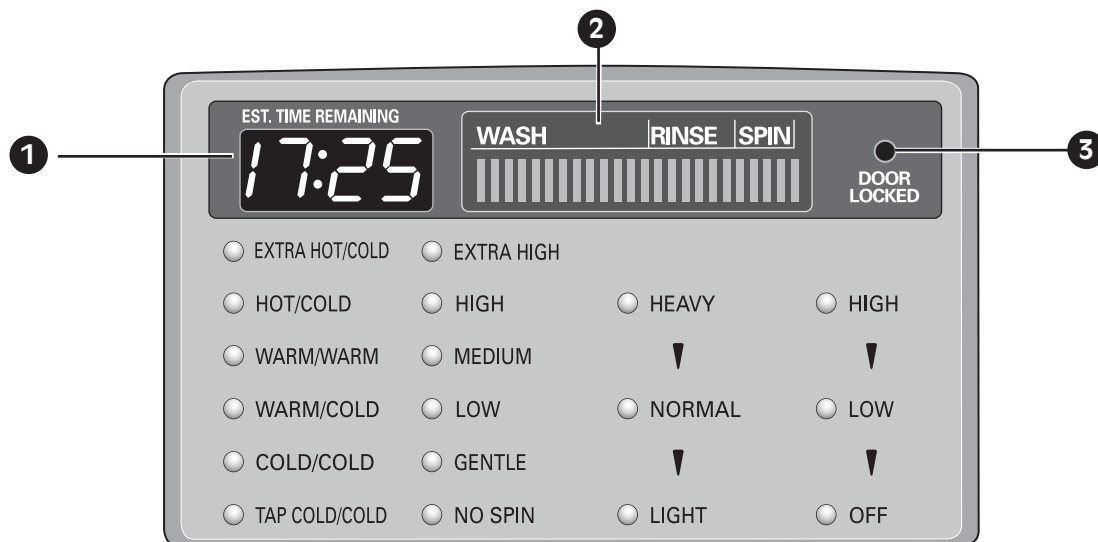 2
EST. TIME REMAINING
1
17:25
WASH RINSE SPIN
3
DOOR
LOCKED
EXTRA HOT/COLD EXTRA HIGH
HOT/COLD HIGH HEAVY HIGH
WARM/WARM MEDIUM
WARM/COLD LOW NORMAL LOW
COLD/COLD GENTLE
TAP COLD/COLD NO SPIN LIGHT OFF